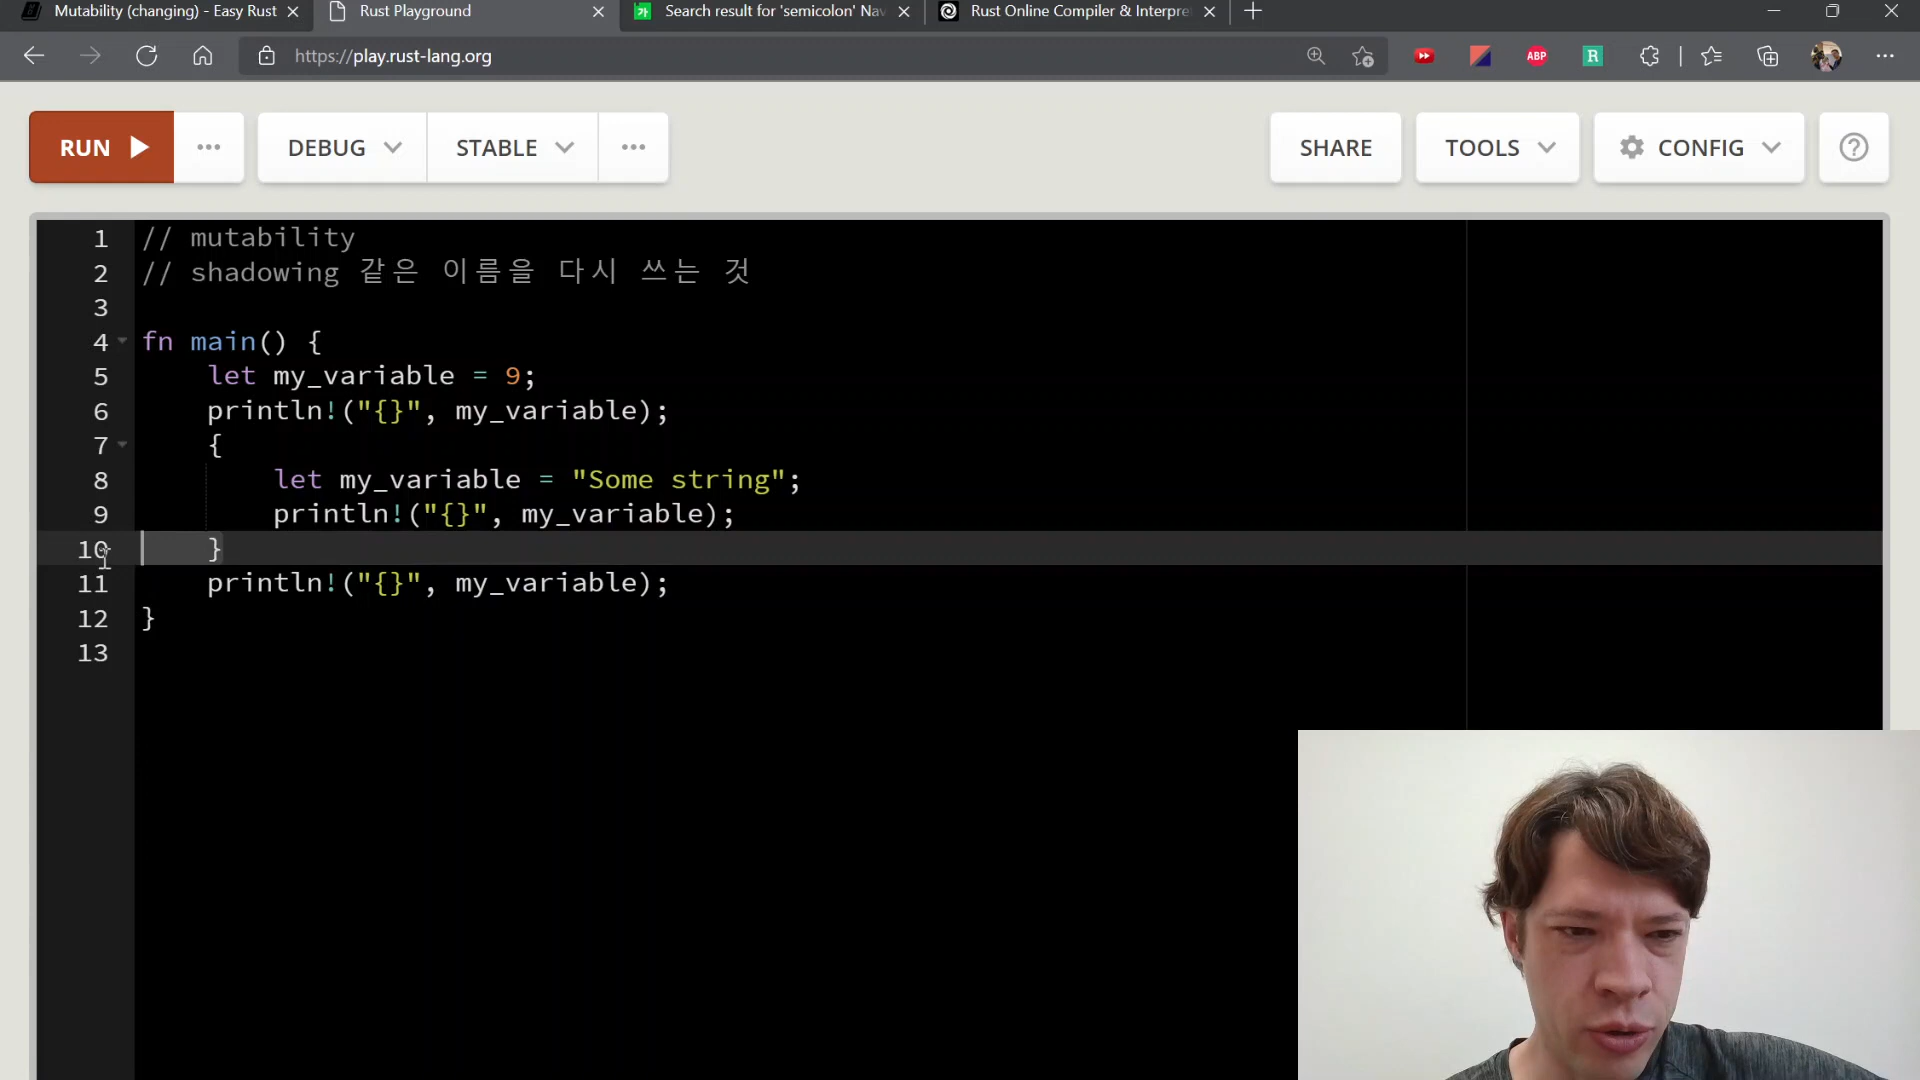 Mutability (changing) - Easy Rust
Rust Playground
Search result for 'semicolon' Nav
Rust Online Compiler & Interpre
https://play.rust-lang.org
ABP
R
RUN
DEBUG
STABLE
SHARE
TOOLS
CONFIG
1 // mutability
2 // shadowing 같은 이름을 다시 쓰는 것
3
4 fn main() {
5 let my_variable = 9;
6 println!("{}", my_variable);
7 {
8 let my_variable = "Some string";
9 println!("{}", my_variable);
10 }
11 println!("{}", my_variable);
12 }
13